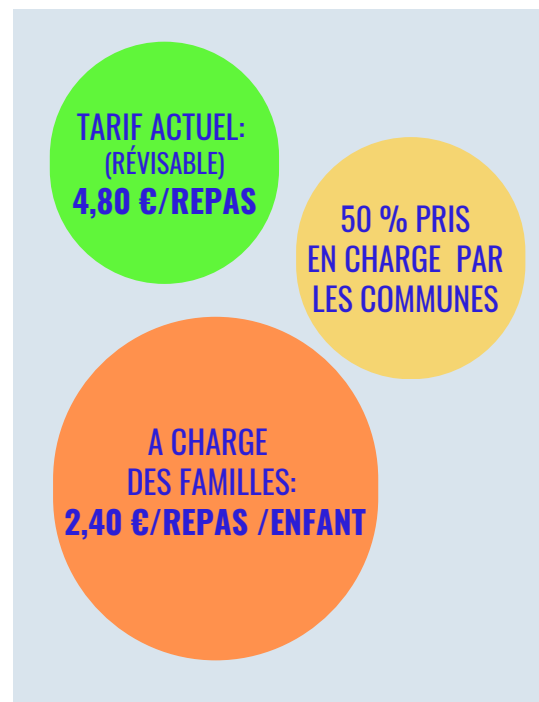 TARIF ACTUEL:
(RÉVISABLE)
4,80 €/REPAS
50 % PRIS
EN CHARGE PAR
LES COMMUNES
A CHARGE
DES FAMILLES:
2,40 €/REPAS /ENFANT